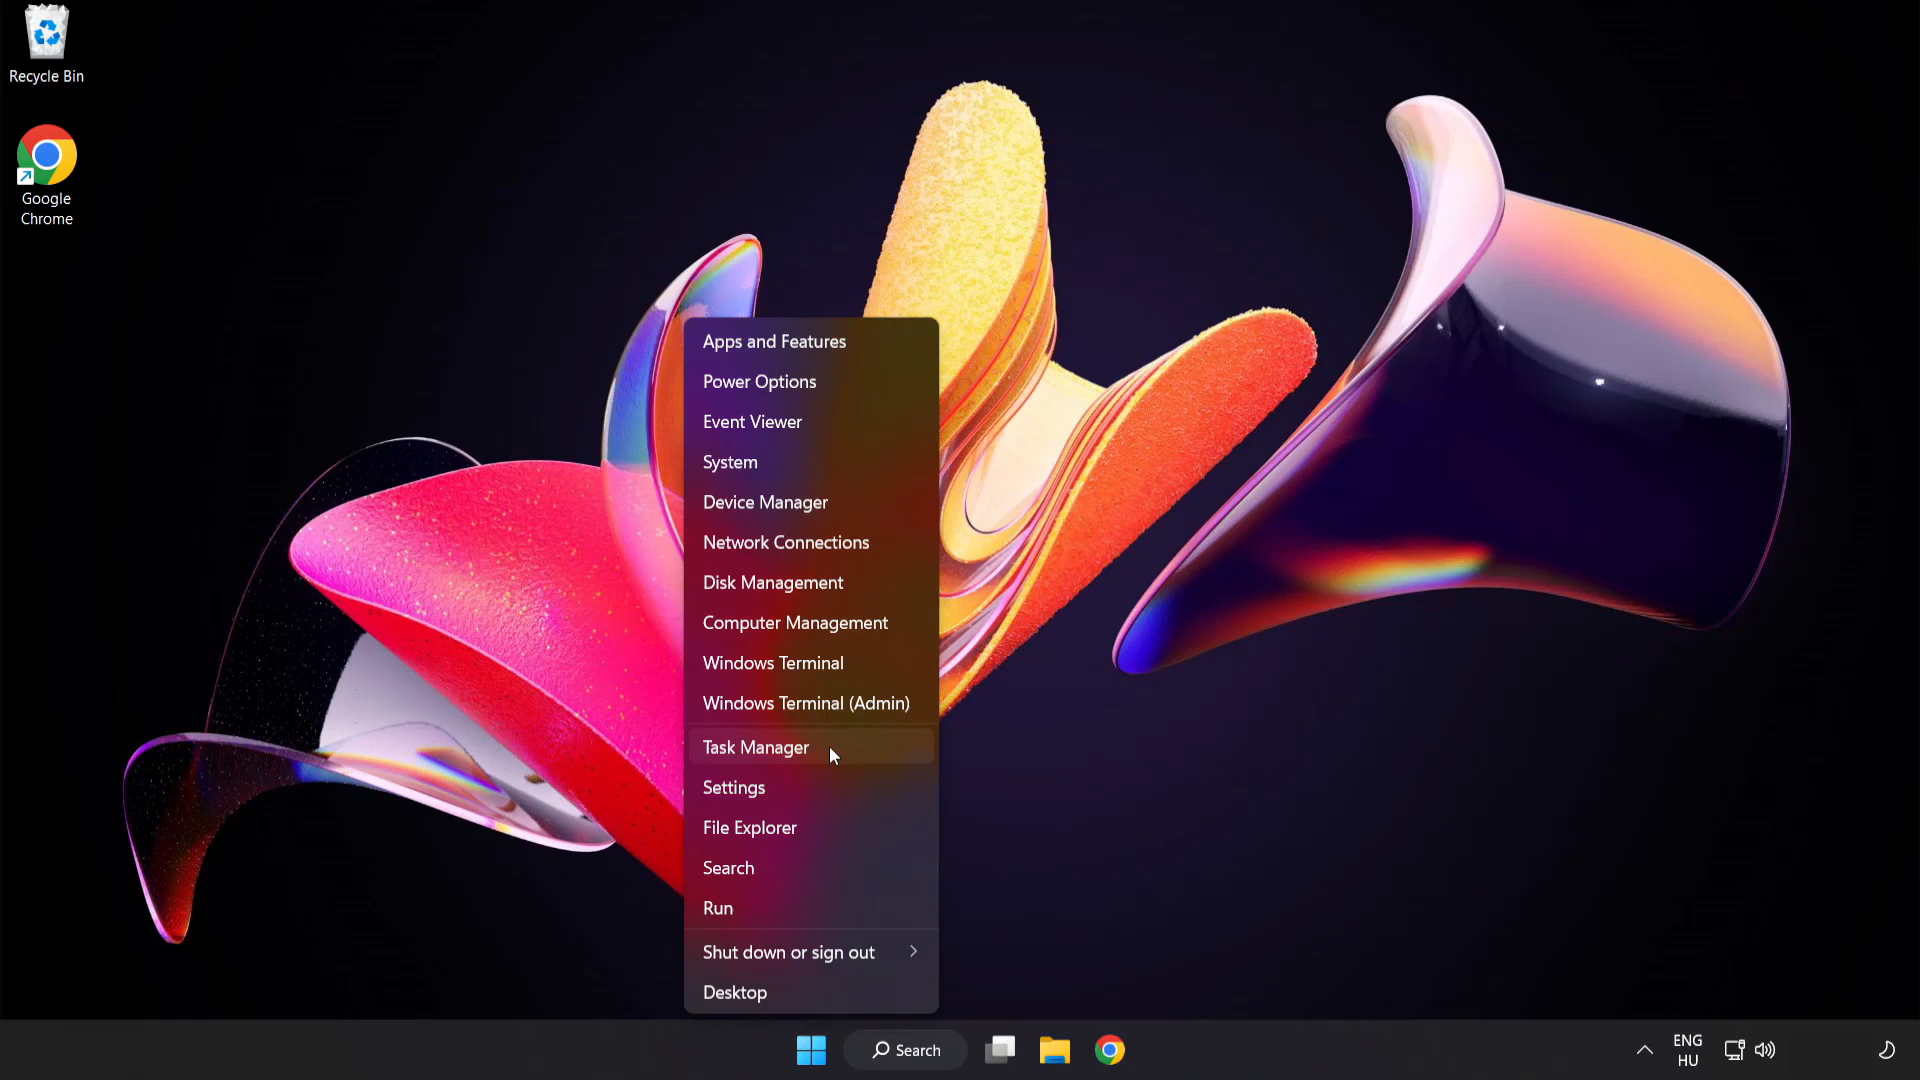 Recycle Bin
Google
Chrome
Apps and Features
Power Options
Event Viewer
System
Device Manager
Network Connections
Disk Management
Computer Management
Windows Terminal
Windows Terminal (Admin)
Task Manager
Settings
File Explorer
Search
Run
Shut down or sign out
Desktop
Search
ENG
HU